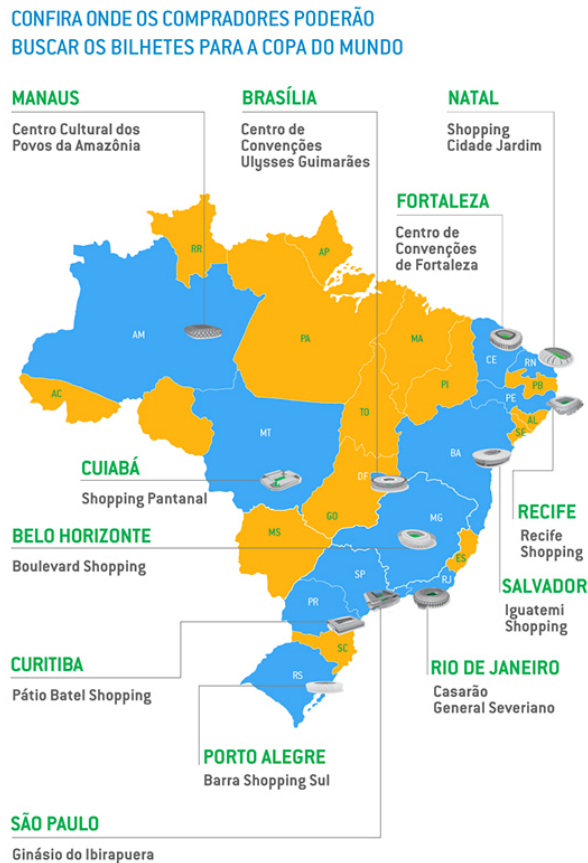 CONFIRA ONDE OS COMPRADORES PODERÃO
BUSCAR OS BILHETES PARA A COPA DO MUNDO
MANAUS
Centro Cultural dos
Povos da Amazônia
BRASÍLIA
Centro de
Convenções
Ulysses Guimarães
NATAL
Shopping
Cidade Jardim
FORTALEZA
Centro de
Convenções
de Fortaleza
RR
AP
AM
PA
MA
CE
RN
PI
PB
PE
AC
TO
AL
SE
MT
BA
DF
CUIABÁ
Shopping Pantanal
GO
MG
RECIFE
Recife
Shopping
BELO HORIZONTE
Boulevard Shopping
MS
ES
SP
RJ
SALVADOR
Iguatemi
Shopping
PR
SC
CURITIBA
Pátio Batel Shopping
RS
RIO DE JANEIRO
Casarão
General Severiano
PORTO ALEGRE
Barra Shopping Sul
SÃO PAULO
Ginásio do Ibirapuera